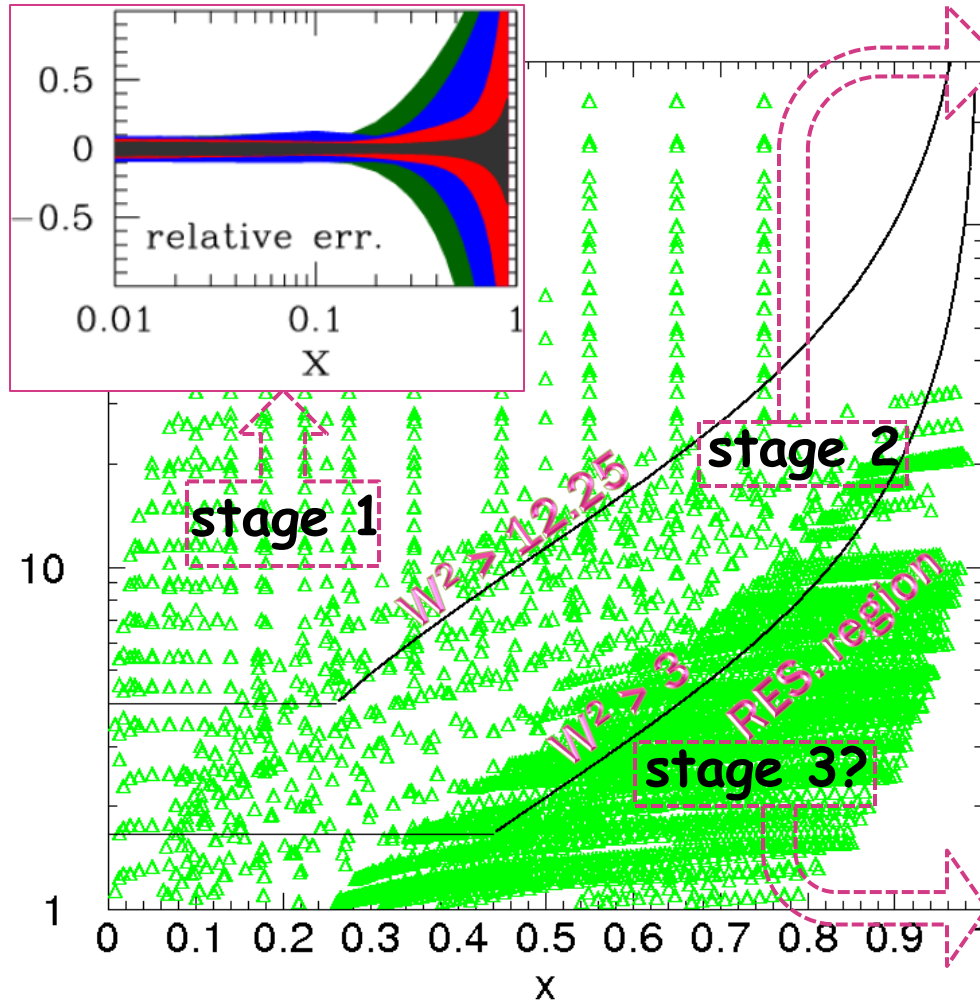 0.5
0
−0.5
relative err.
0.01
0.1
1
X
stage 1
stage 2
W² > 12.25
10
W² > 3
RES. region
stage 3?
1
0
0.1
0.2
0.3
0.4
0.5
0.6
0.7
0.8
0.9
X